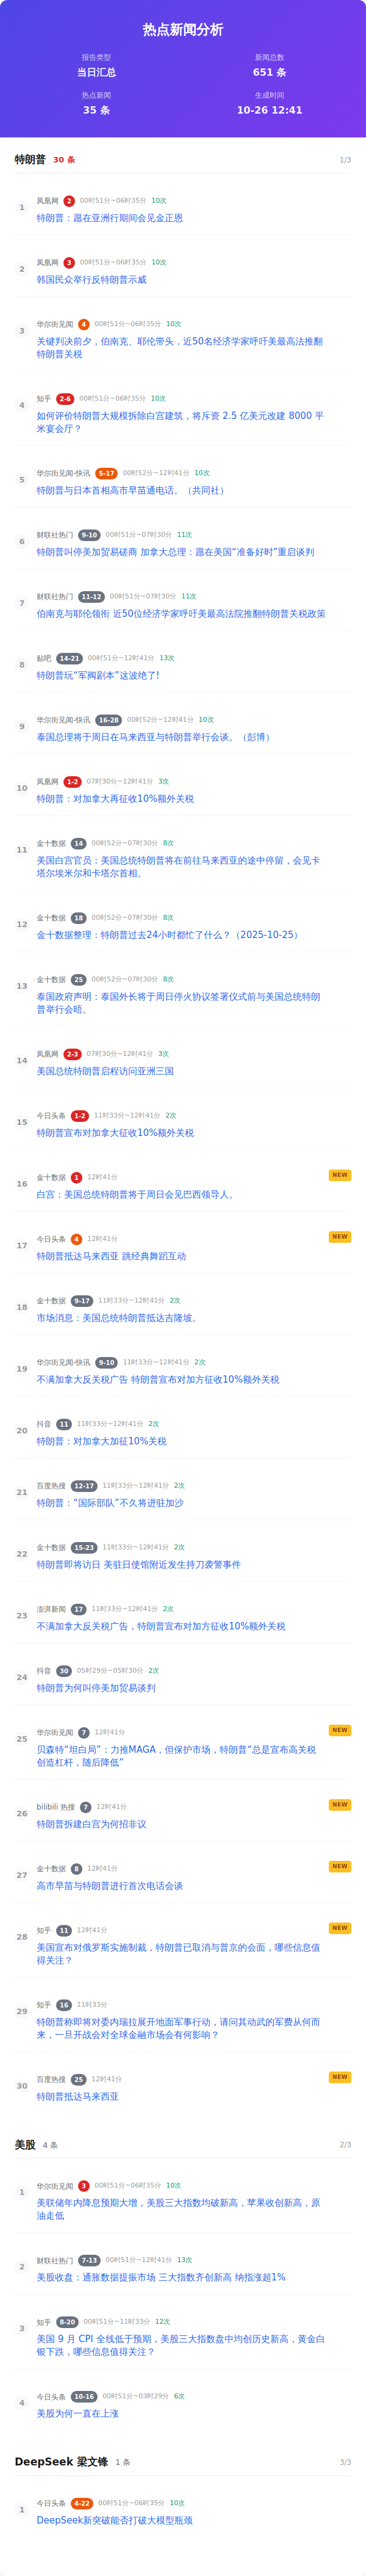 热点新闻分析
报告类型
当日汇总
新闻总数
651 条
热点新闻
35 条
生成时间
10-26 12:41
特朗普 30 条 1/3
1
凤凰网 2 00时51分~06时35分 10次
特朗普：愿在亚洲行期间会见金正恩
2
凤凰网 3 00时51分~06时35分 10次
韩国民众举行反特朗普示威
3
华尔街见闻 4 00时51分~06时35分 10次
关键判决前夕，伯南克、耶伦带头，近50名经济学家呼吁美最高法推翻
特朗普关税
4
知乎 2-6 00时51分~06时35分 10次
如何评价特朗普大规模拆除白宫建筑，将斥资 2.5 亿美元改建 8000 平
米宴会厅？
5
华尔街见闻-快讯 5-17 00时52分~12时41分 10次
特朗普与日本首相高市早苗通电话。（共同社）
6
财联社热门 9-10 00时51分~07时30分 11次
特朗普叫停美加贸易磋商 加拿大总理：愿在美国“准备好时”重启谈判
7
财联社热门 11-12 00时51分~07时30分 11次
伯南克与耶伦领衔 近50位经济学家呼吁美最高法院推翻特朗普关税政策
8
贴吧 14-21 00时51分~12时41分 13次
特朗普玩“军阀剧本”这波绝了!
9
华尔街见闻-快讯 16-28 00时52分~12时41分 10次
泰国总理将于周日在马来西亚与特朗普举行会谈。（彭博）
10
凤凰网 1-2 07时30分~12时41分 3次
特朗普：对加拿大再征收10%额外关税
11
金十数据 14 00时52分~07时30分 8次
美国白宫官员：美国总统特朗普将在前往马来西亚的途中停留，会见卡
塔尔埃米尔和卡塔尔首相。
12
金十数据 18 00时52分~07时30分 8次
金十数据整理：特朗普过去24小时都忙了什么？（2025-10-25）
13
金十数据 25 00时52分~07时30分 8次
泰国政府声明：泰国外长将于周日停火协议签署仪式前与美国总统特朗
普举行会晤。
14
凤凰网 2-3 07时30分~12时41分 3次
美国总统特朗普启程访问亚洲三国
15
今日头条 1-2 11时33分~12时41分 2次
特朗普宣布对加拿大征收10%额外关税
16
金十数据 1 12时41分 NEW
白宫：美国总统特朗普将于周日会见巴西领导人。
17
今日头条 4 12时41分 NEW
特朗普抵达马来西亚 跳经典舞蹈互动
18
金十数据 9-17 11时33分~12时41分 2次
市场消息：美国总统特朗普抵达吉隆坡。
19
华尔街见闻-快讯 9-10 11时33分~12时41分 2次
不满加拿大反关税广告 特朗普宣布对加方征收10%额外关税
20
抖音 11 11时33分~12时41分 2次
特朗普：对加拿大加征10%关税
21
百度热搜 12-17 11时33分~12时41分 2次
特朗普：“国际部队”不久将进驻加沙
22
金十数据 15-23 11时33分~12时41分 2次
特朗普即将访日 美驻日使馆附近发生持刀袭警事件
23
澎湃新闻 17 11时33分~12时41分 2次
不满加拿大反关税广告，特朗普宣布对加方征收10%额外关税
24
抖音 30 05时29分~05时30分 2次
特朗普为何叫停美加贸易谈判
25
华尔街见闻 7 12时41分 NEW
贝森特“坦白局”：力推MAGA，但保护市场，特朗普“总是宣布高关税
创造杠杆，随后降低”
26
bilibili 热搜 7 12时41分 NEW
特朗普拆建白宫为何招非议
27
金十数据 8 12时41分 NEW
高市早苗与特朗普进行首次电话会谈
28
知乎 11 12时41分 NEW
美国宣布对俄罗斯实施制裁，特朗普已取消与普京的会面，哪些信息值
得关注？
29
知乎 16 11时33分
特朗普称即将对委内瑞拉展开地面军事行动，请问其动武的军费从何而
来，一旦开战会对全球金融市场会有何影响？
30
百度热搜 25 12时41分 NEW
特朗普抵达马来西亚
美股 4 条 2/3
1
华尔街见闻 3 00时51分~06时35分 10次
美联储年内降息预期大增，美股三大指数均破新高，苹果收创新高，原
油走低
2
财联社热门 7-13 00时51分~12时41分 13次
美股收盘：通胀数据提振市场 三大指数齐创新高 纳指涨超1%
3
知乎 8-20 00时51分~11时33分 12次
美国 9 月 CPI 全线低于预期，美股三大指数盘中均创历史新高，黄金白
银下跌，哪些信息值得关注？
4
今日头条 10-16 00时51分~03时29分 6次
美股为何一直在上涨
DeepSeek 梁文锋 1 条 3/3
1
今日头条 4-22 00时51分~06时35分 10次
DeepSeek新突破能否打破大模型瓶颈